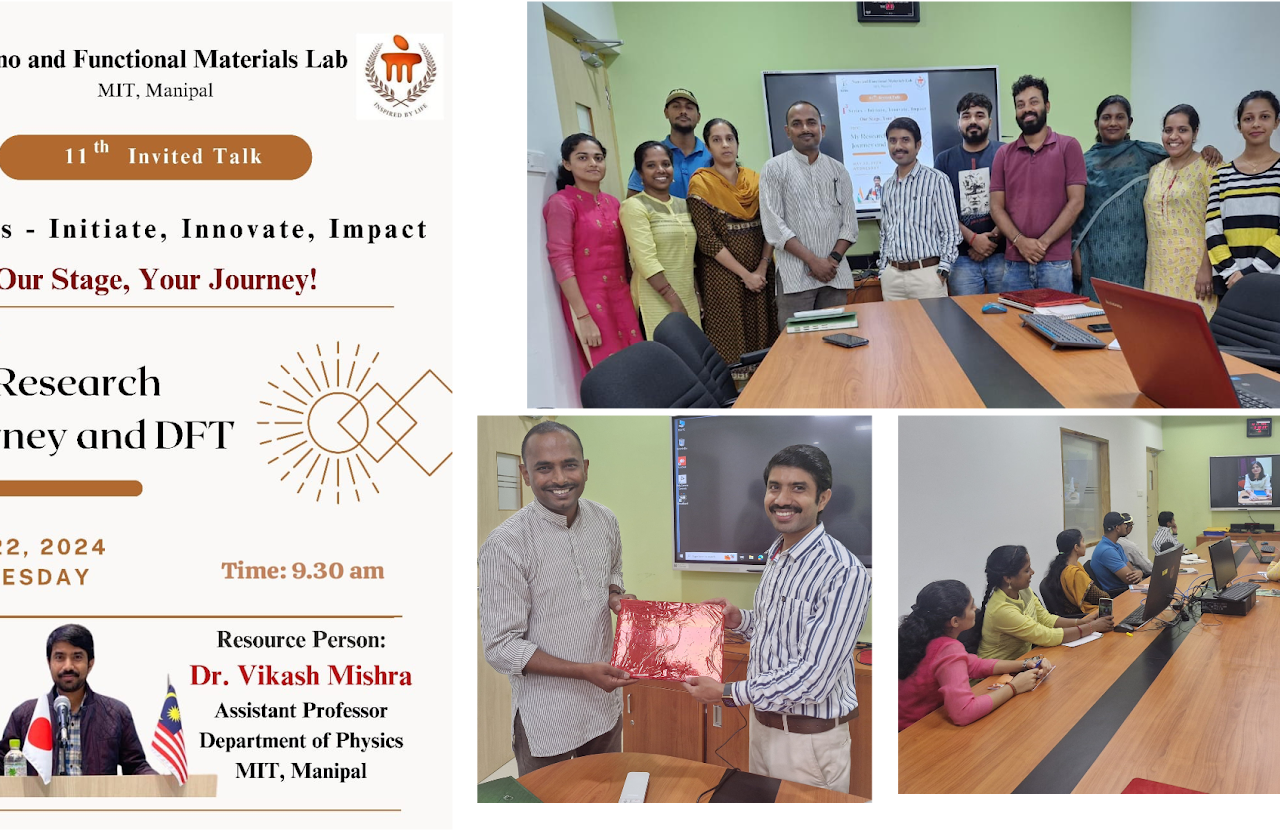 no and Functional Materials Lab
MIT, Manipal
INSPIRED BY LIFE
11th Invited Talk
s - Initiate, Innovate, Impact
Our Stage, Your Journey!
Research
ney and DFT
22, 2024
ESDAY
Time: 9.30 am
Resource Person:
Dr. Vikash Mishra
Assistant Professor
Department of Physics
MIT, Manipal